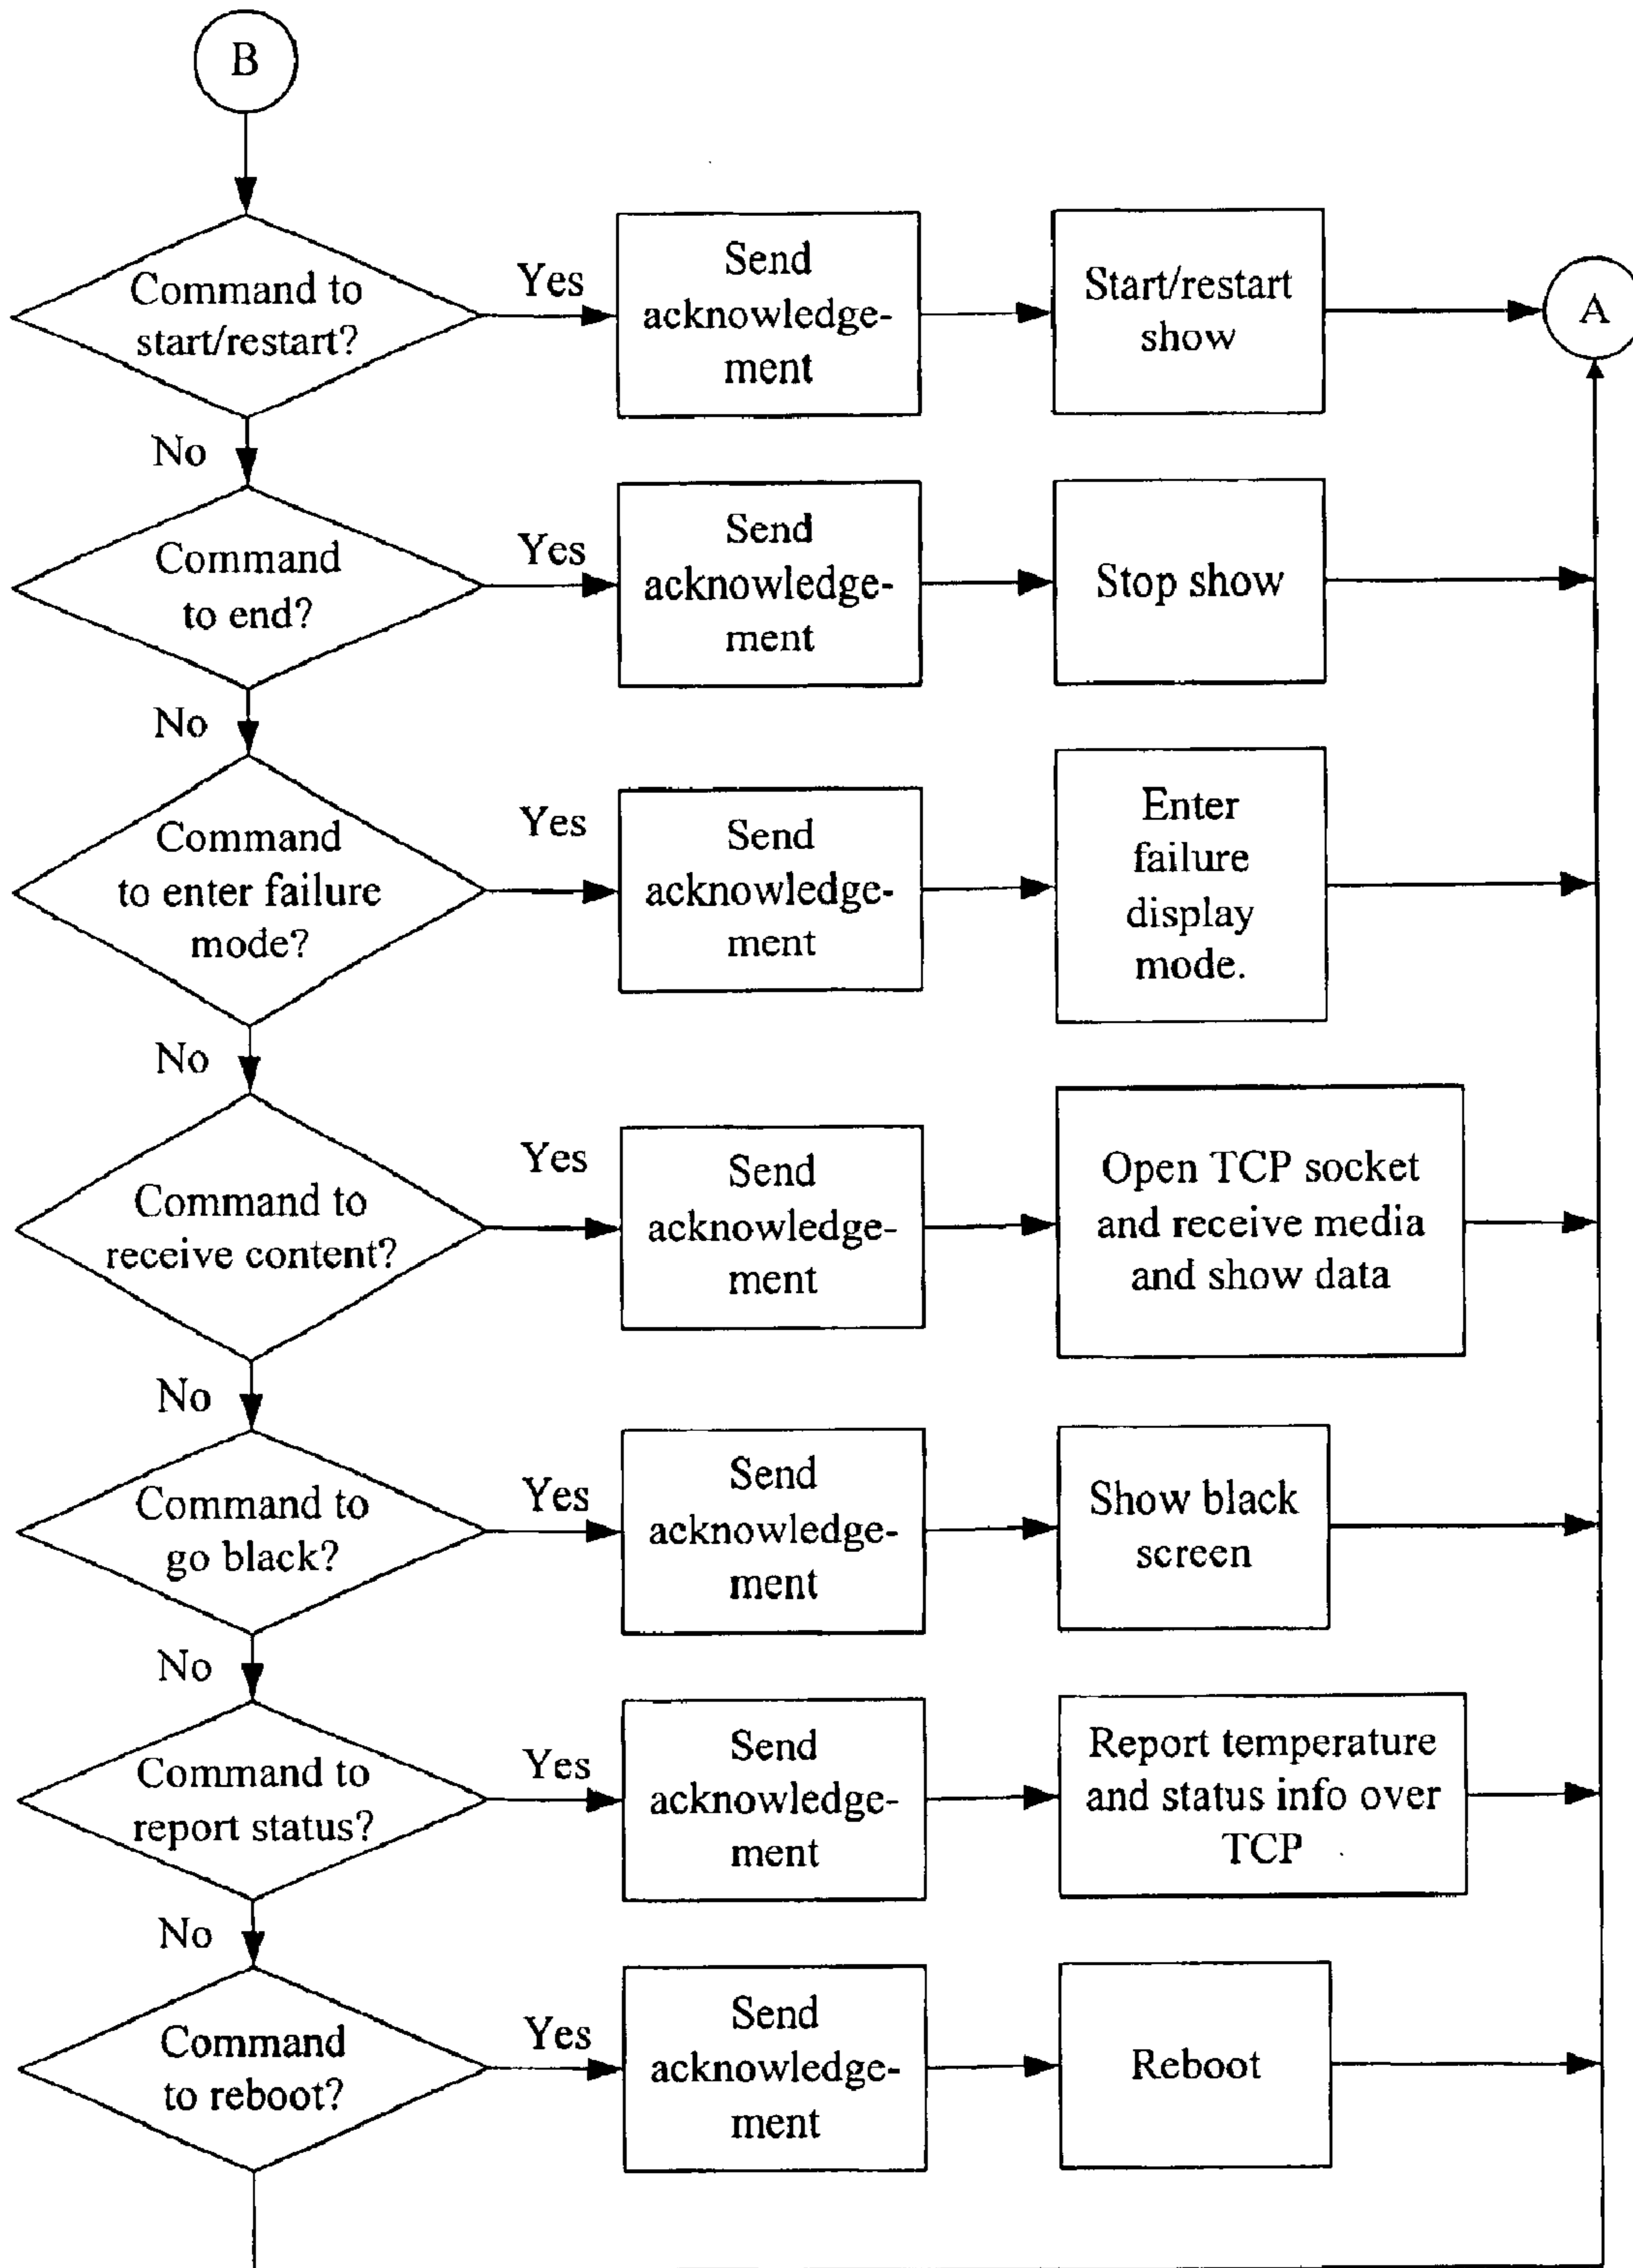 B
Command to
start/restart?
Yes
Send
acknowledge-
ment
Start/restart
show
A
No
Command
to end?
Yes
Send
acknowledge-
ment
Stop show
No
Command
to enter failure
mode?
Yes
Send
acknowledge-
ment
Enter
failure
display
mode.
No
Command to
receive content?
Yes
Send
acknowledge-
ment
Open TCP socket
and receive media
and show data
No
Command to
go black?
Yes
Send
acknowledge-
ment
Show black
screen
No
Command to
report status?
Yes
Send
acknowledge-
ment
Report temperature
and status info over
TCP
No
Command
to reboot?
Yes
Send
acknowledge-
ment
Reboot